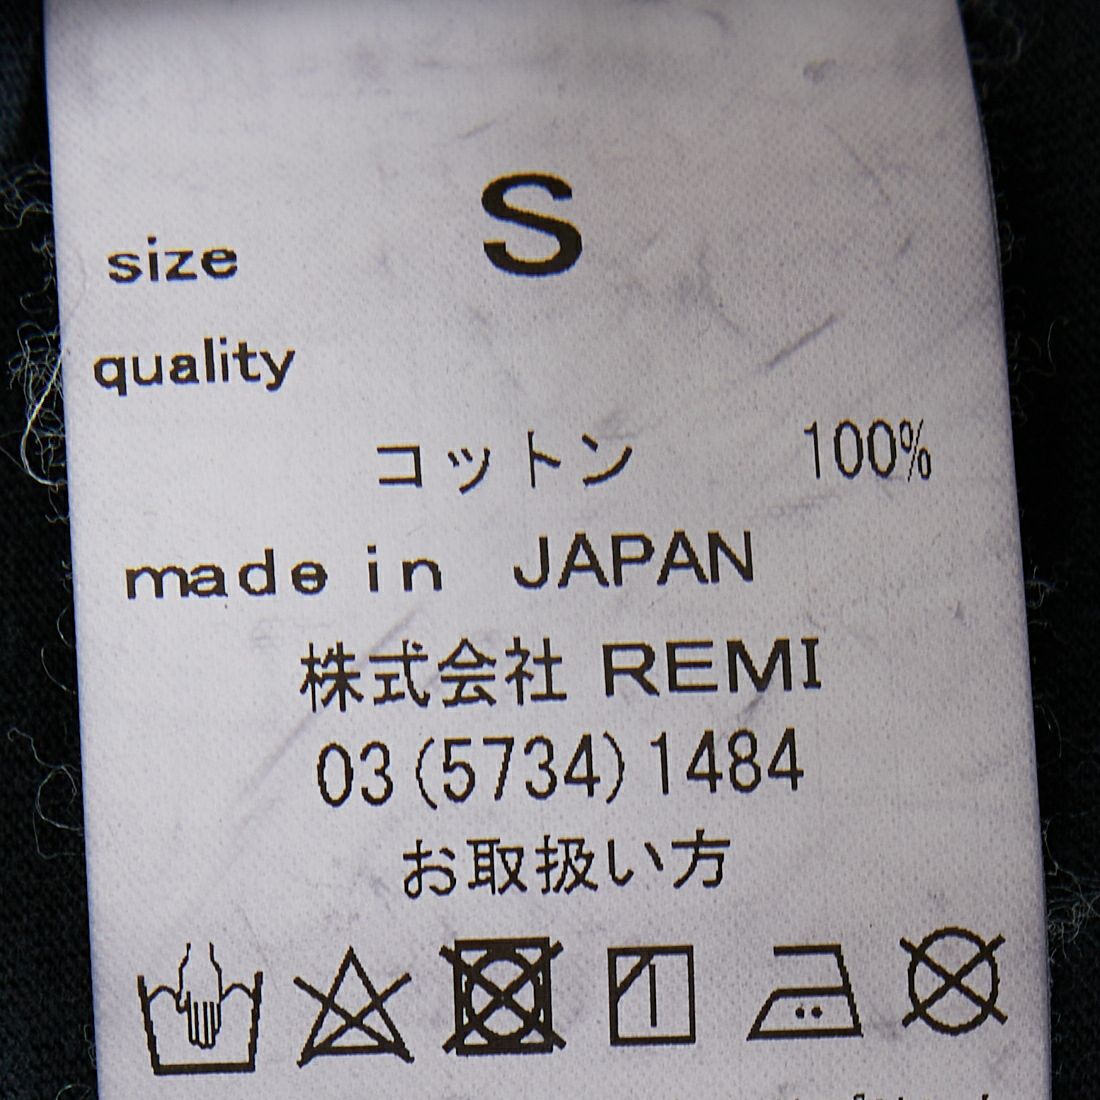 size S
quality
コットン 100%
made in JAPAN
株式会社 REMI
03(5734)1484
お取扱い方